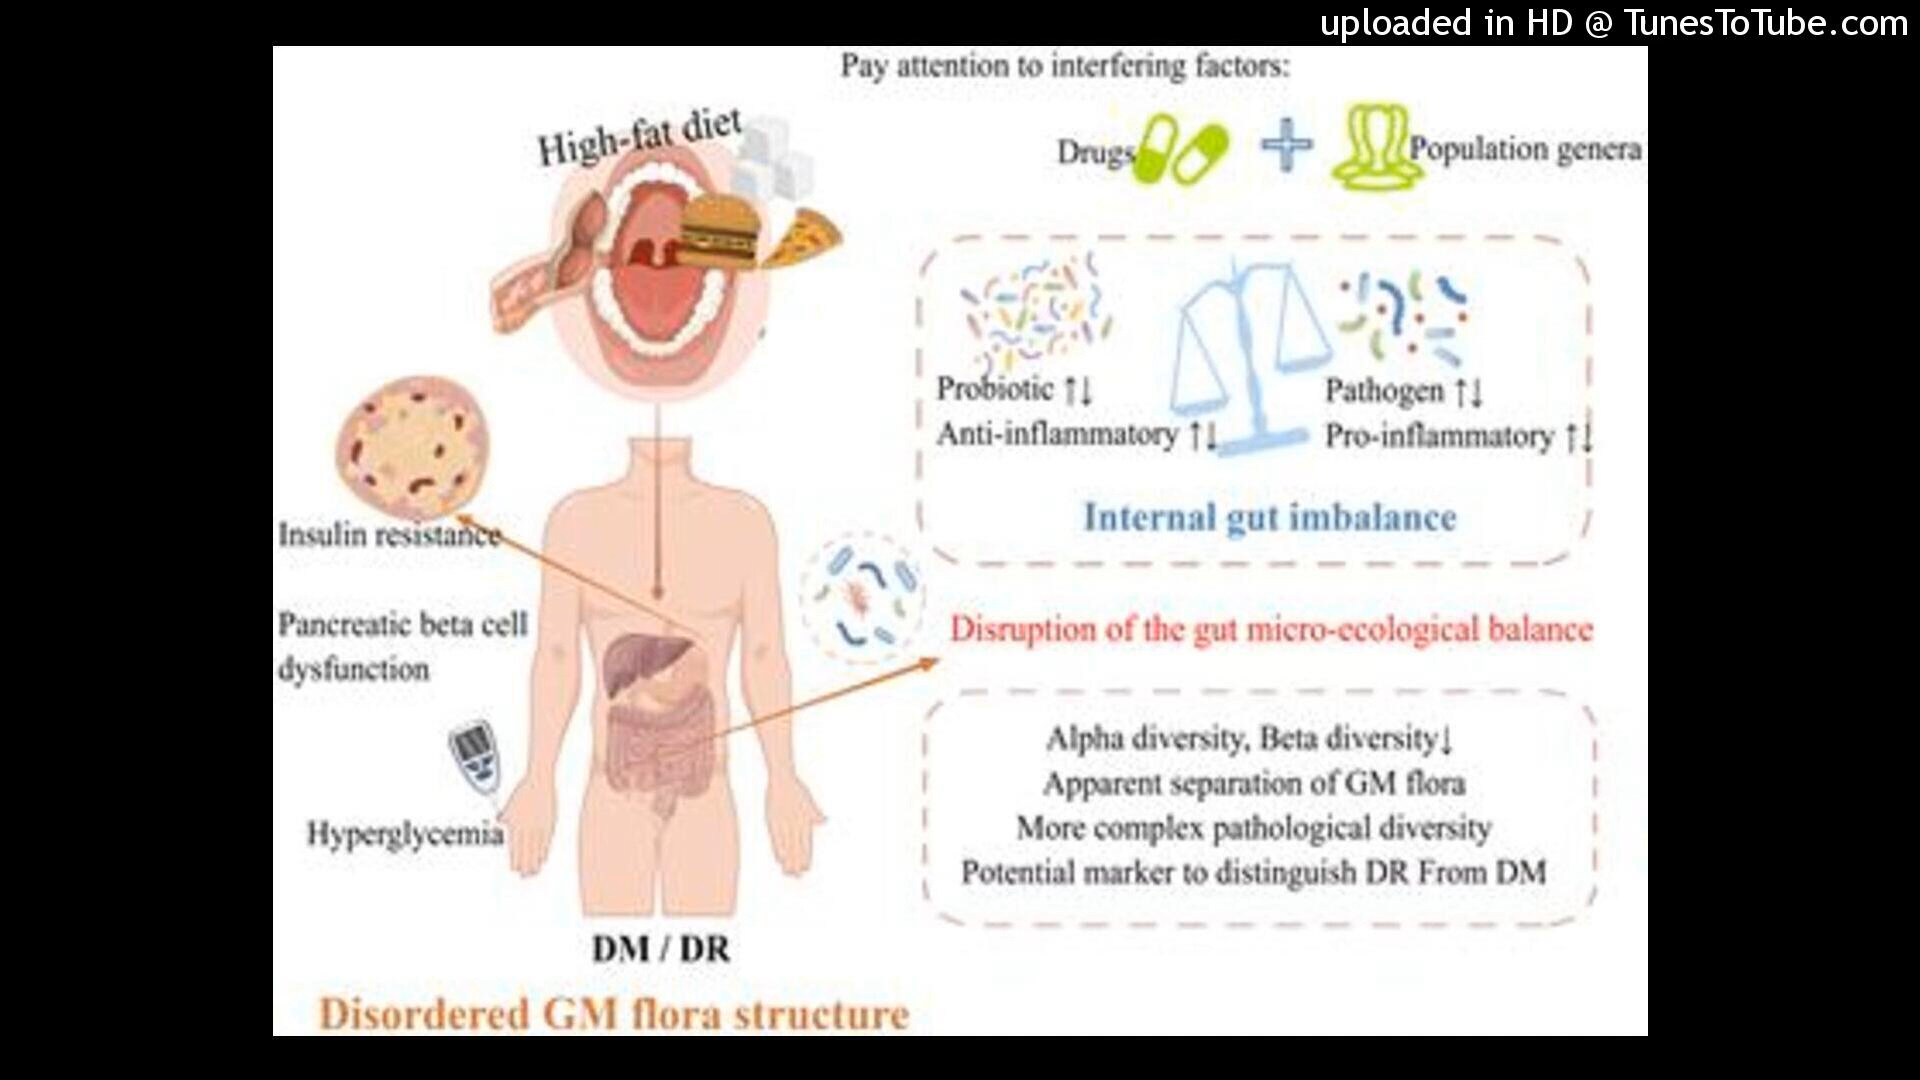 uploaded in HD @ TunesToTube.com
Pay attention to interfering factors:
High-fat diet
Drugs
Population genera
Probiotic ↑↓
Anti-inflammatory ↑↓
Pathogen ↑↓
Pro-inflammatory ↑↓
Internal gut imbalance
Insulin resistance
Pancreatic beta cell
dysfunction
Hyperglycemia
Disruption of the gut micro-ecological balance
Alpha diversity, Beta diversity↓
Apparent separation of GM flora
More complex pathological diversity
Potential marker to distinguish DR From DM
DM / DR
Disordered GM flora structure